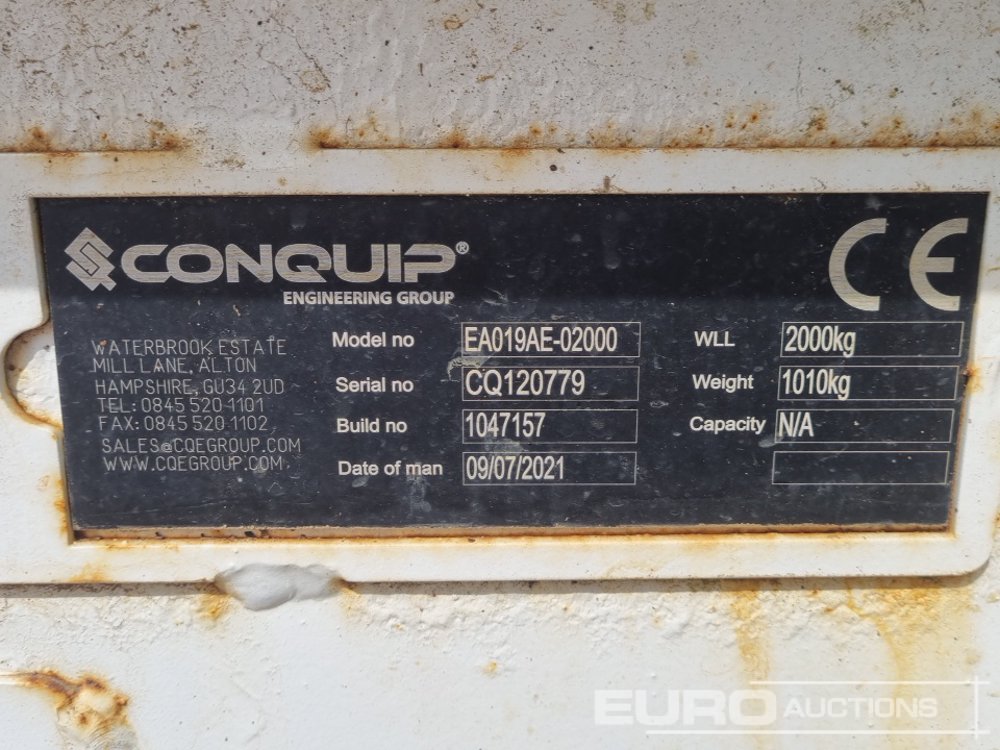 CONQUIP®
ENGINEERING GROUP
CE
WATERBROOK ESTATE
MILL LANE, ALTON
HAMPSHIRE, GU34 2UD
TEL: 0845 520 1101
FAX: 0845 520 1102
SALES@CQEGROUP.COM
WWW.CQEGROUP.COM
Model no EA019AE-02000
Serial no CQ120779
Build no 1047157
Date of man 09/07/2021
WLL 2000kg
Weight 1010kg
Capacity N/A
EURO AUCTIONS